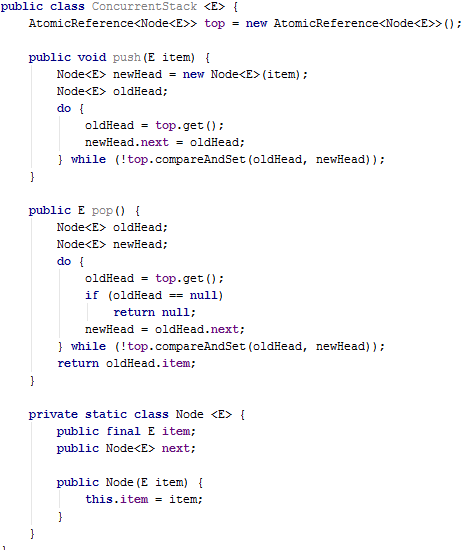 public class ConcurrentStack <E> {
    AtomicReference<Node<E>> top = new AtomicReference<Node<E>>();

    public void push(E item) {
        Node<E> newHead = new Node<E>(item);
        Node<E> oldHead;
        do {
            oldHead = top.get();
            newHead.next = oldHead;
        } while (!top.compareAndSet(oldHead, newHead));
    }

    public E pop() {
        Node<E> oldHead;
        Node<E> newHead;
        do {
            oldHead = top.get();
            if (oldHead == null)
                return null;
            newHead = oldHead.next;
        } while (!top.compareAndSet(oldHead, newHead));
        return oldHead.item;
    }

    private static class Node <E> {
        public final E item;
        public Node<E> next;

        public Node(E item) {
            this.item = item;
        }
    }
}